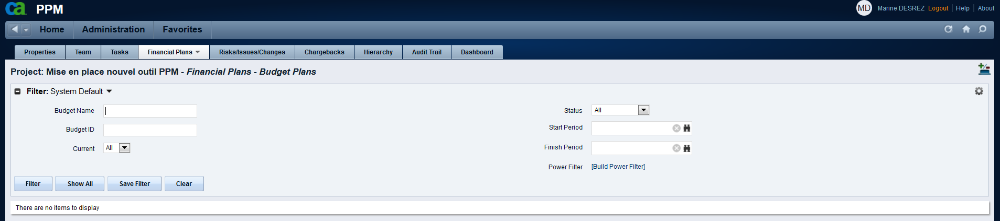 ca PPM
MD Marine DESREZ Logout Help About
Home Administration Favorites
Properties Team Tasks Financial Plans Risks/Issues/Changes Chargebacks Hierarchy Audit Trail Dashboard
Project: Mise en place nouvel outil PPM - Financial Plans - Budget Plans
Filter: System Default
Budget Name
Status All
Budget ID
Start Period
Current All
Finish Period
Power Filter [Build Power Filter]
Filter Show All Save Filter Clear
There are no items to display